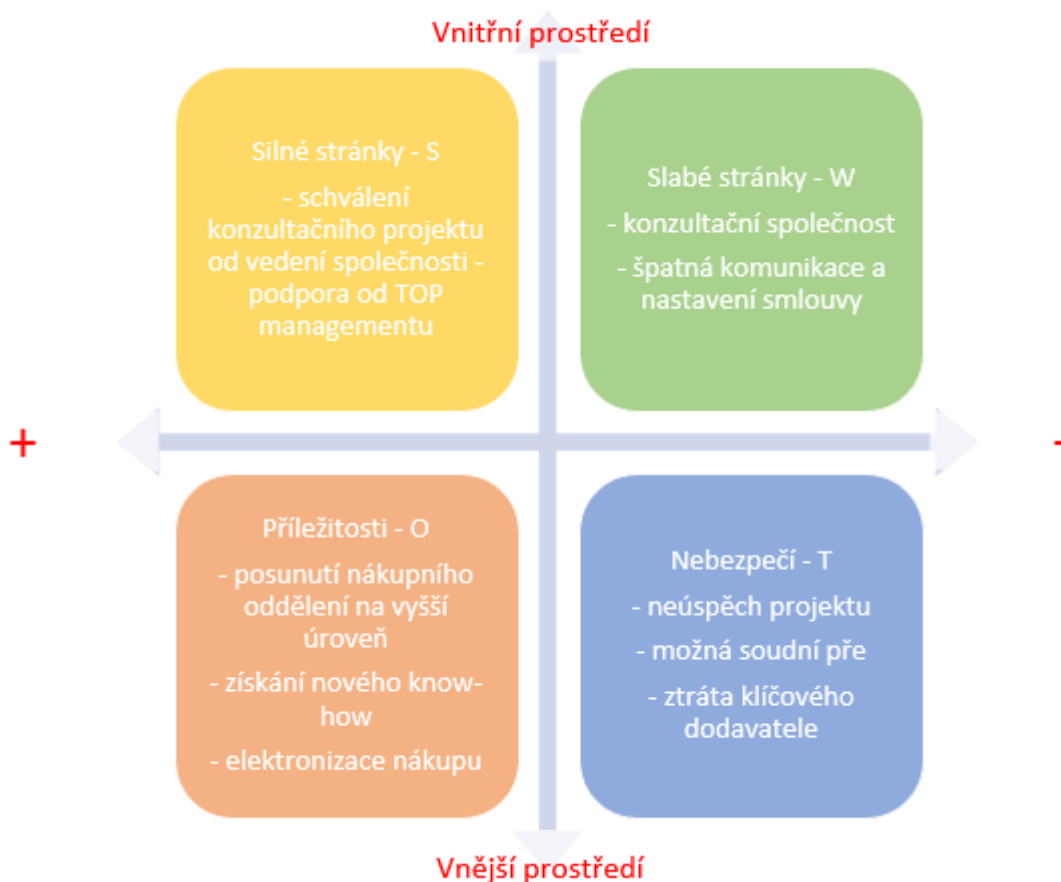 Vnitřní prostředí
Silné stránky - S
- schválení
konzultačního projektu
od vedení společnosti -
podpora od TOP
managementu
Slabé stránky - W
- konzultační společnost
- špatná komunikace a
nastavení smlouvy
+
-
Příležitosti - O
- posunutí nákupního
oddělení na vyšší
úroveň
- získání nového know-
how
- elektronizace nákupu
Nebezpečí - T
- neúspěch projektu
- možná soudní pře
- ztráta klíčového
dodavatele
Vnější prostředí